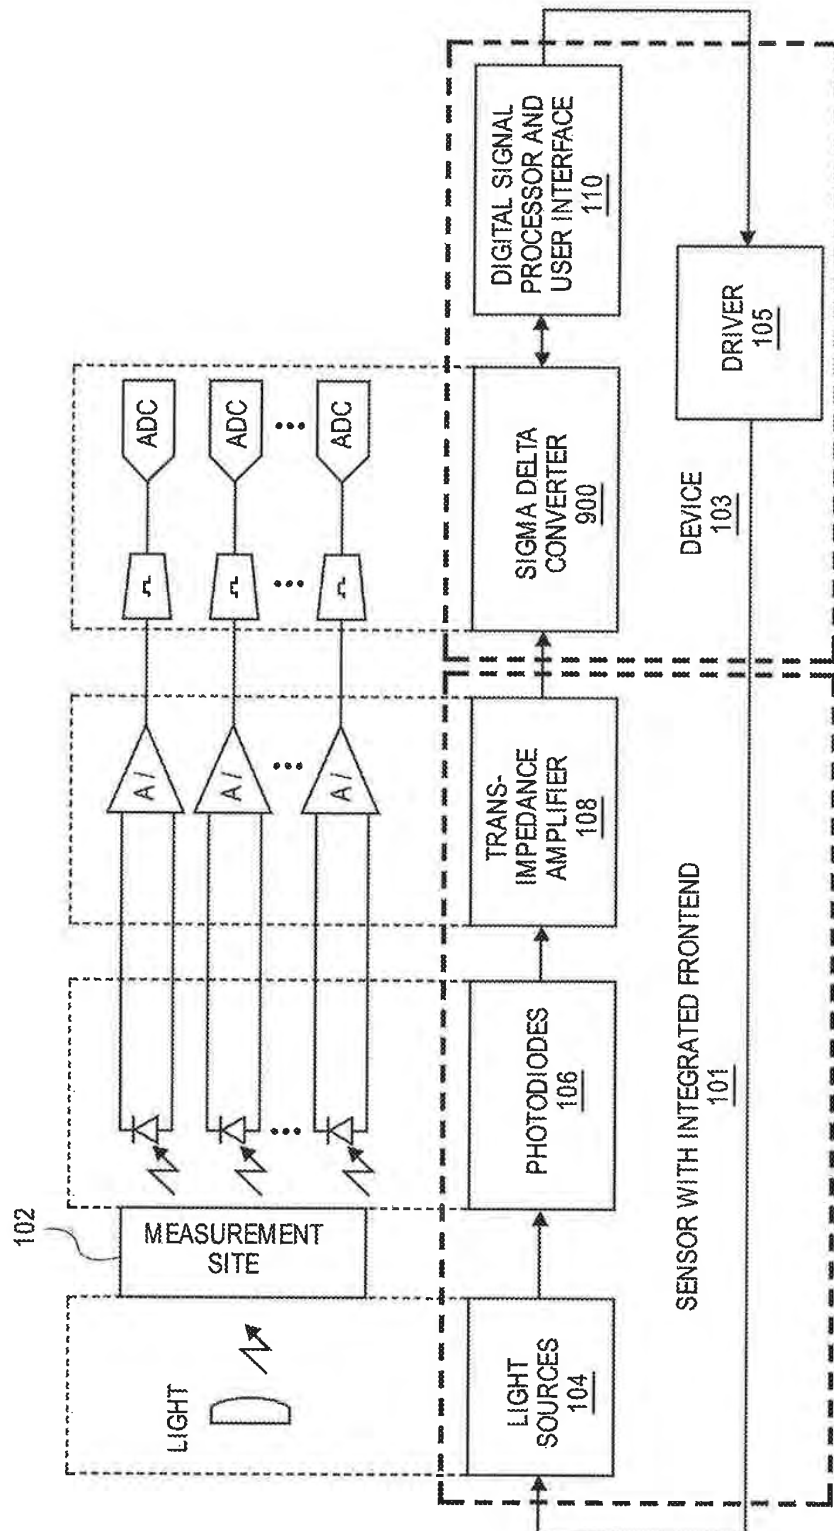 LIGHT
102
MEASUREMENT
SITE
A /
A /
A /
ADC
ADC
ADC
LIGHT
SOURCES
104
PHOTODIODES
106
TRANS-
IMPEDANCE
AMPLIFIER
108
SIGMA DELTA
CONVERTER
900
DIGITAL SIGNAL
PROCESSOR AND
USER INTERFACE
110
SENSOR WITH INTEGRATED FRONTEND
101
DEVICE
103
DRIVER
105